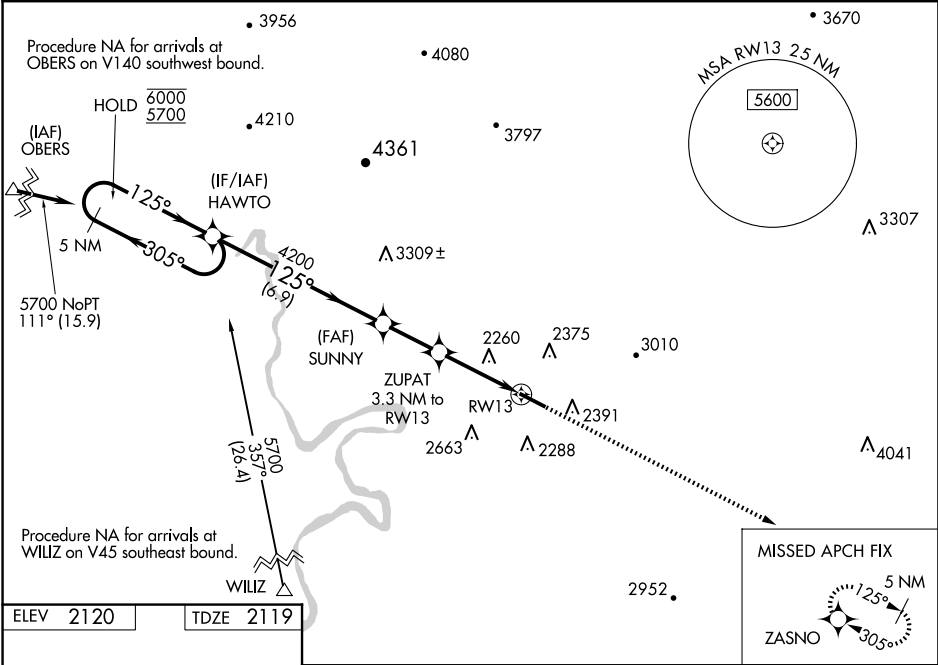 3956
3670
Procedure NA for arrivals at
OBERS on V140 southwest bound.
4080
MSA RW13 25 NM
5600
HOLD
6000
5700
4210
3797
4361
(IAF)
OBERS
125°
(IF/IAF)
HAWTO
5 NM
305°
3307
3309±
4200
125°
(6.9)
5700 NoPT
111° (15.9)
(FAF)
SUNNY
2260
2375
3010
ZUPAT
3.3 NM to
RW13
RW13
2391
2663
2288
4041
5700
357°
(26.4)
Procedure NA for arrivals at
WILIZ on V45 southeast bound.
WILIZ
2952
MISSED APCH FIX
5 NM
125°
305°
ZASNO
ELEV 2120
TDZE 2119